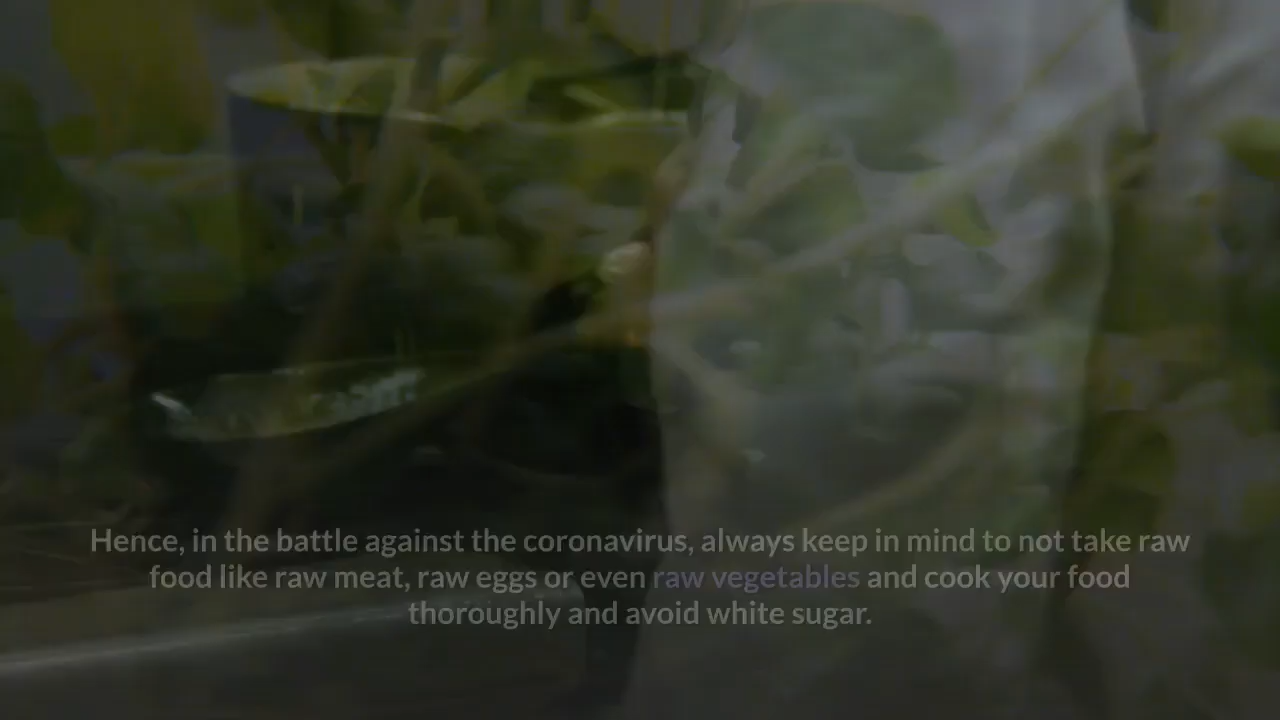 Hence, in the battle against the coronavirus, always keep in mind to not take raw
food like raw meat, raw eggs or even raw vegetables and cook your food
thoroughly and avoid white sugar.